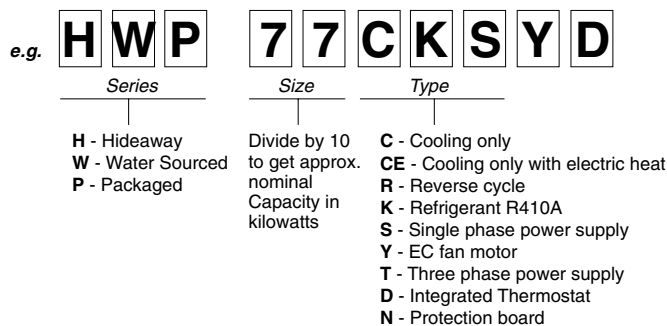 e.g. H W P 7 7 C K S Y D
Series Size Type
H - Hideaway
W - Water Sourced
P - Packaged
Divide by 10
to get approx.
nominal
Capacity in
kilowatts
C - Cooling only
CE - Cooling only with electric heat
R - Reverse cycle
K - Refrigerant R410A
S - Single phase power supply
Y - EC fan motor
T - Three phase power supply
D - Integrated Thermostat
N - Protection board